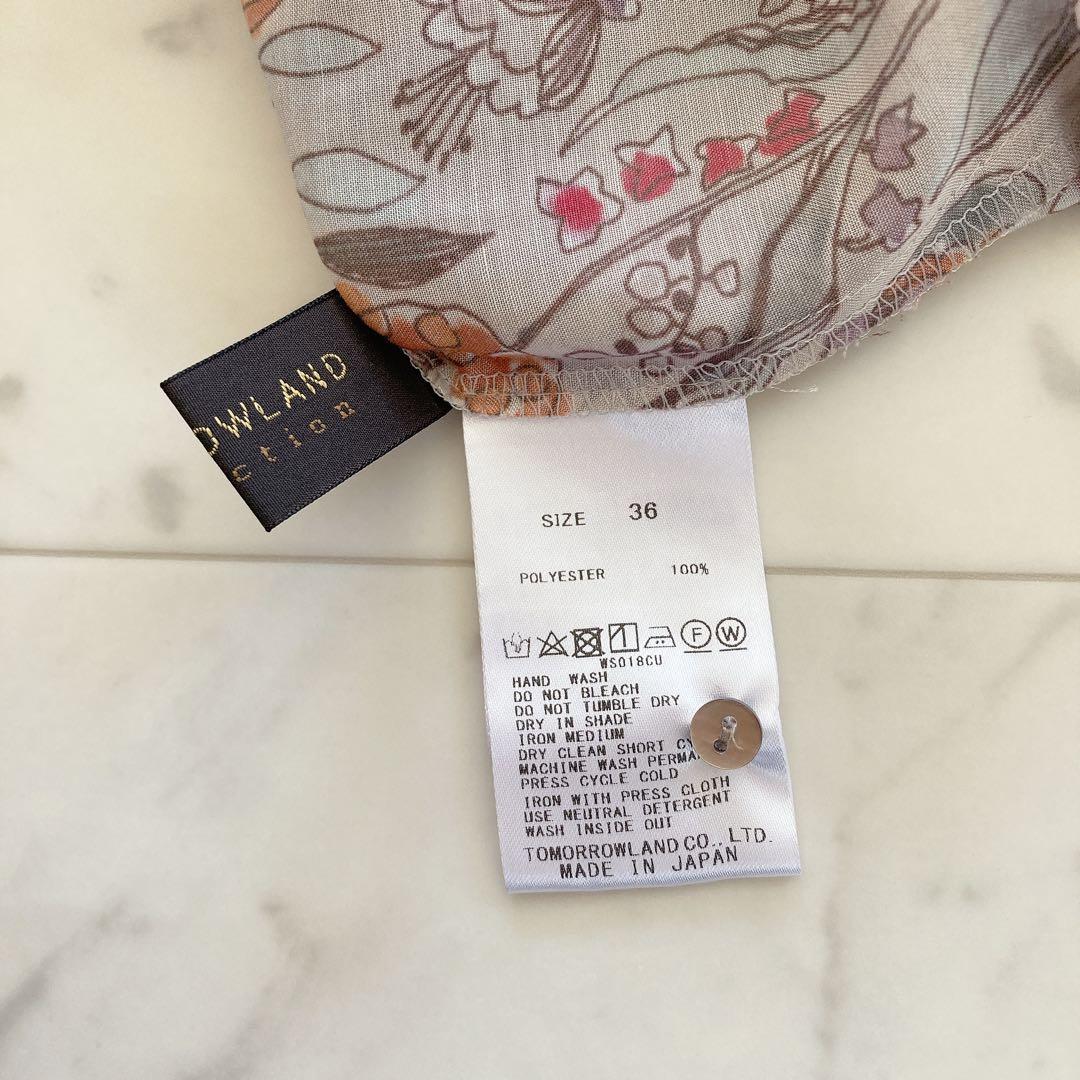 OWLAND
ction
SIZE 36
POLYESTER 100%
F W
WS018CU
HAND WASH
DO NOT BLEACH
DO NOT TUMBLE DRY
DRY IN SHADE
IRON MEDIUM
DRY CLEAN SHORT CY
MACHINE WASH PERMA
PRESS CYCLE COLD
IRON WITH PRESS CLOTH
USE NEUTRAL DETERGENT
WASH INSIDE OUT
TOMORROWLAND CO., LTD.
MADE IN JAPAN